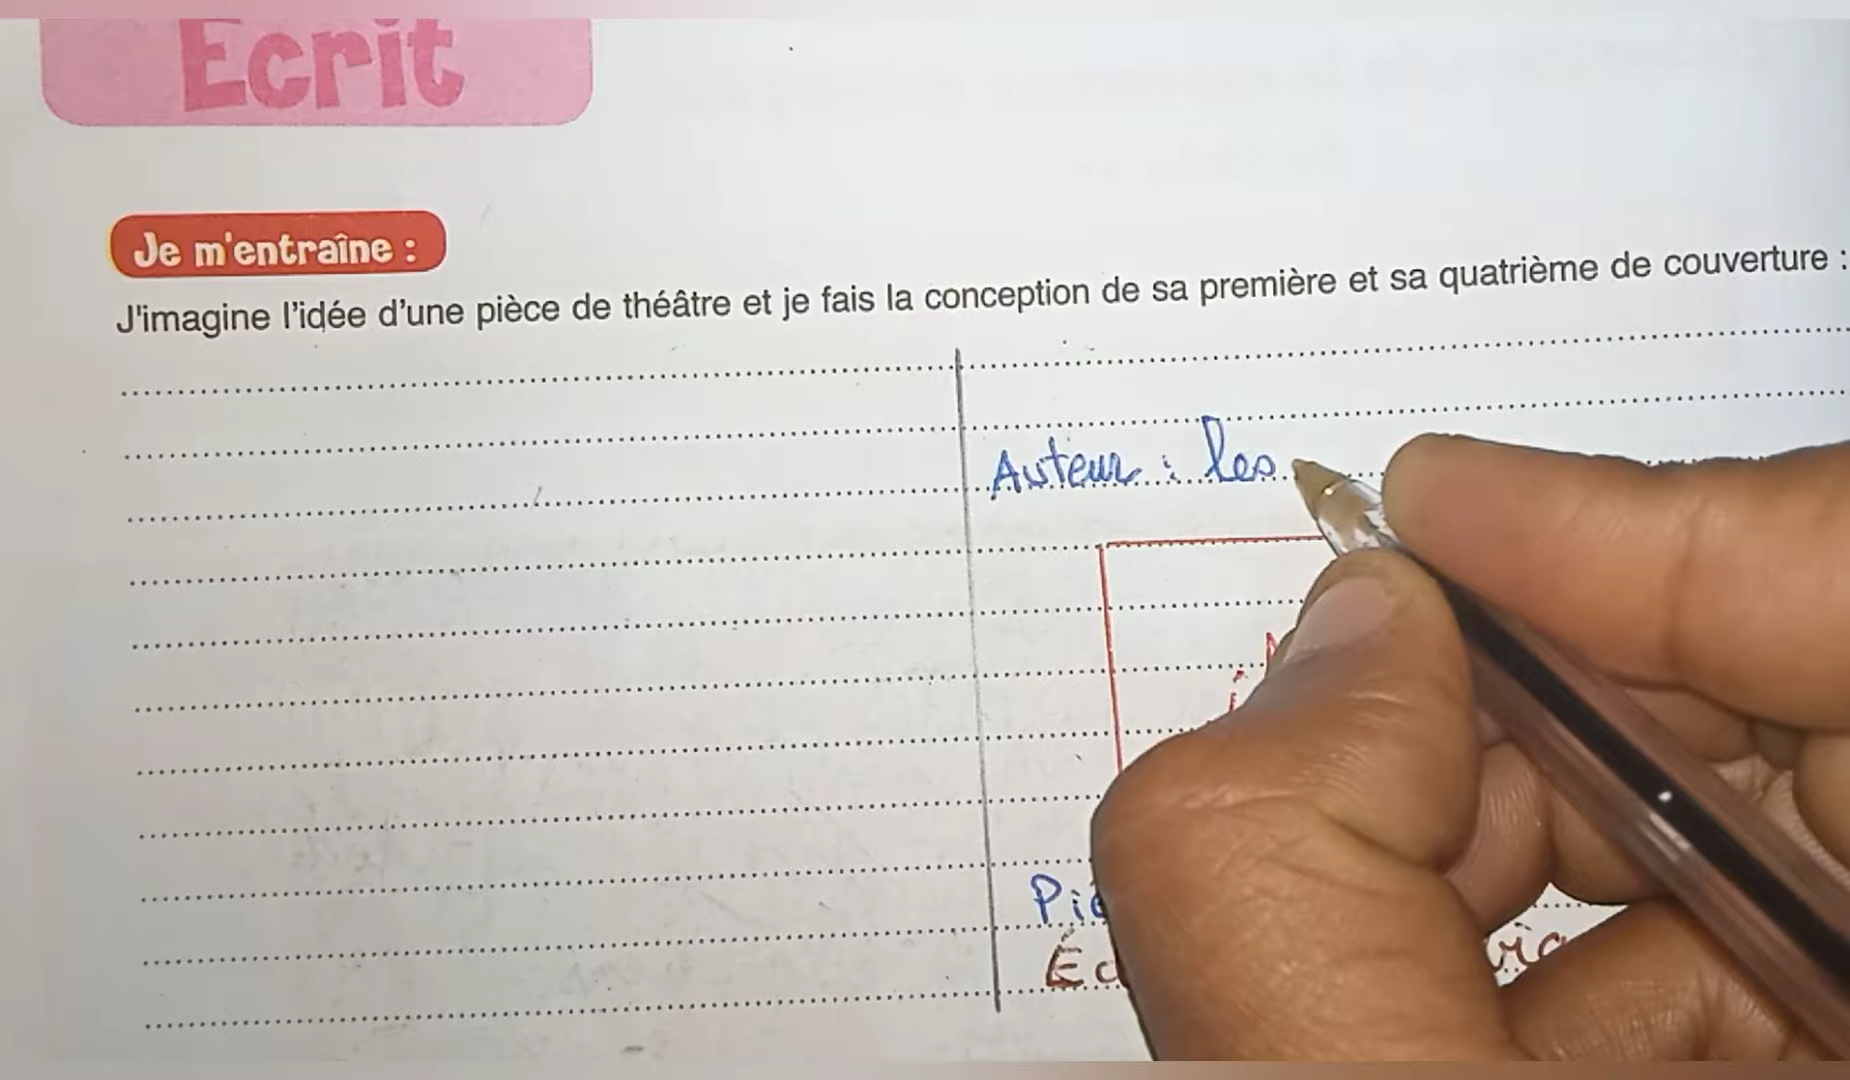 Ecrit
Je m'entraîne :
J'imagine l'idée d'une pièce de théâtre et je fais la conception de sa première et sa quatrième de couverture :
Auteur : les